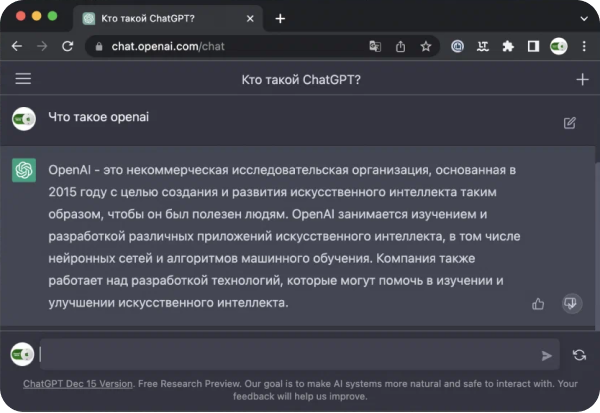 Кто такой ChatGPT?
chat.openai.com/chat
Кто такой ChatGPT?
Что такое openai
OpenAI - это некоммерческая исследовательская организация, основанная в
2015 году с целью создания и развития искусственного интеллекта таким
образом, чтобы он был полезен людям. OpenAI занимается изучением и
разработкой различных приложений искусственного интеллекта, в том числе
нейронных сетей и алгоритмов машинного обучения. Компания также
работает над разработкой технологий, которые могут помочь в изучении и
улучшении искусственного интеллекта.
ChatGPT Dec 15 Version. Free Research Preview. Our goal is to make AI systems more natural and safe to interact with. Your
feedback will help us improve.